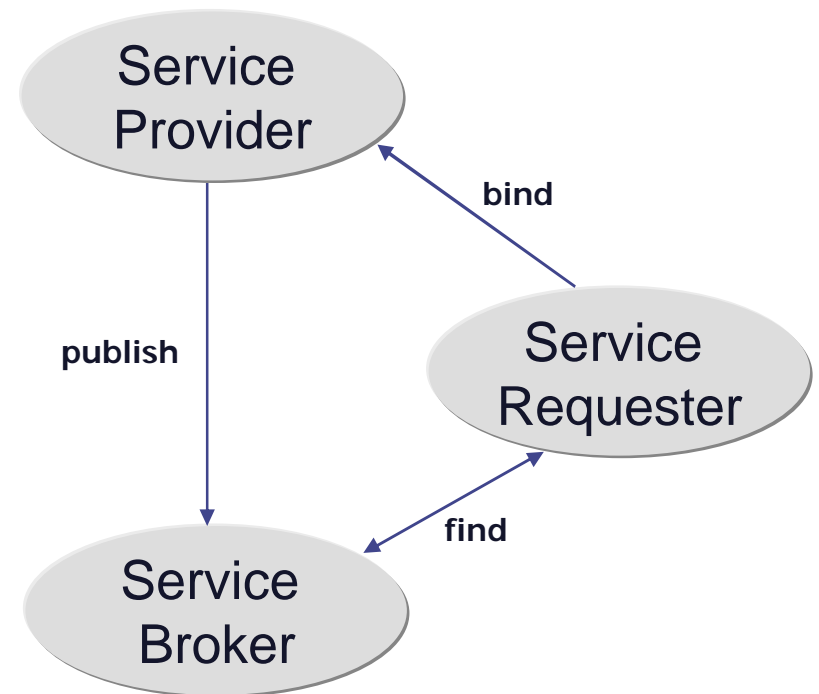 Service
Provider
bind
publish
Service
Requester
find
Service
Broker